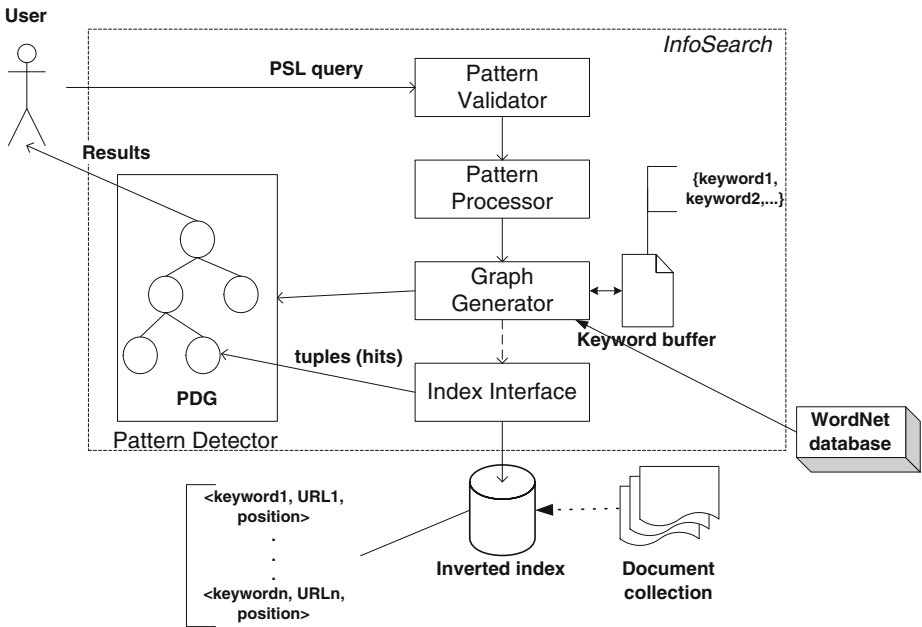 User
InfoSearch
PSL query
Pattern
Validator
Results
Pattern
Processor
{keyword1,
keyword2,...}
Graph
Generator
Keyword buffer
tuples (hits)
PDG
Index Interface
Pattern Detector
WordNet
database
<keyword1, URL1,
position>
.
.
.
<keywordn, URLn,
position>
Inverted index
Document
collection